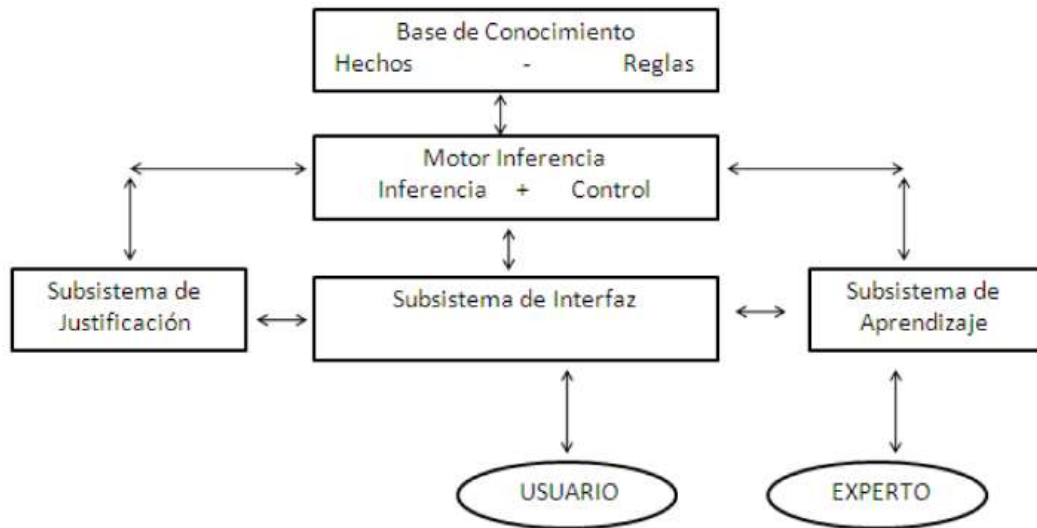 Base de Conocimiento
Hechos - Reglas
Motor Inferencia
Inferencia + Control
Subsistema de
Justificación
Subsistema de Interfaz
Subsistema de
Aprendizaje
USUARIO
EXPERTO